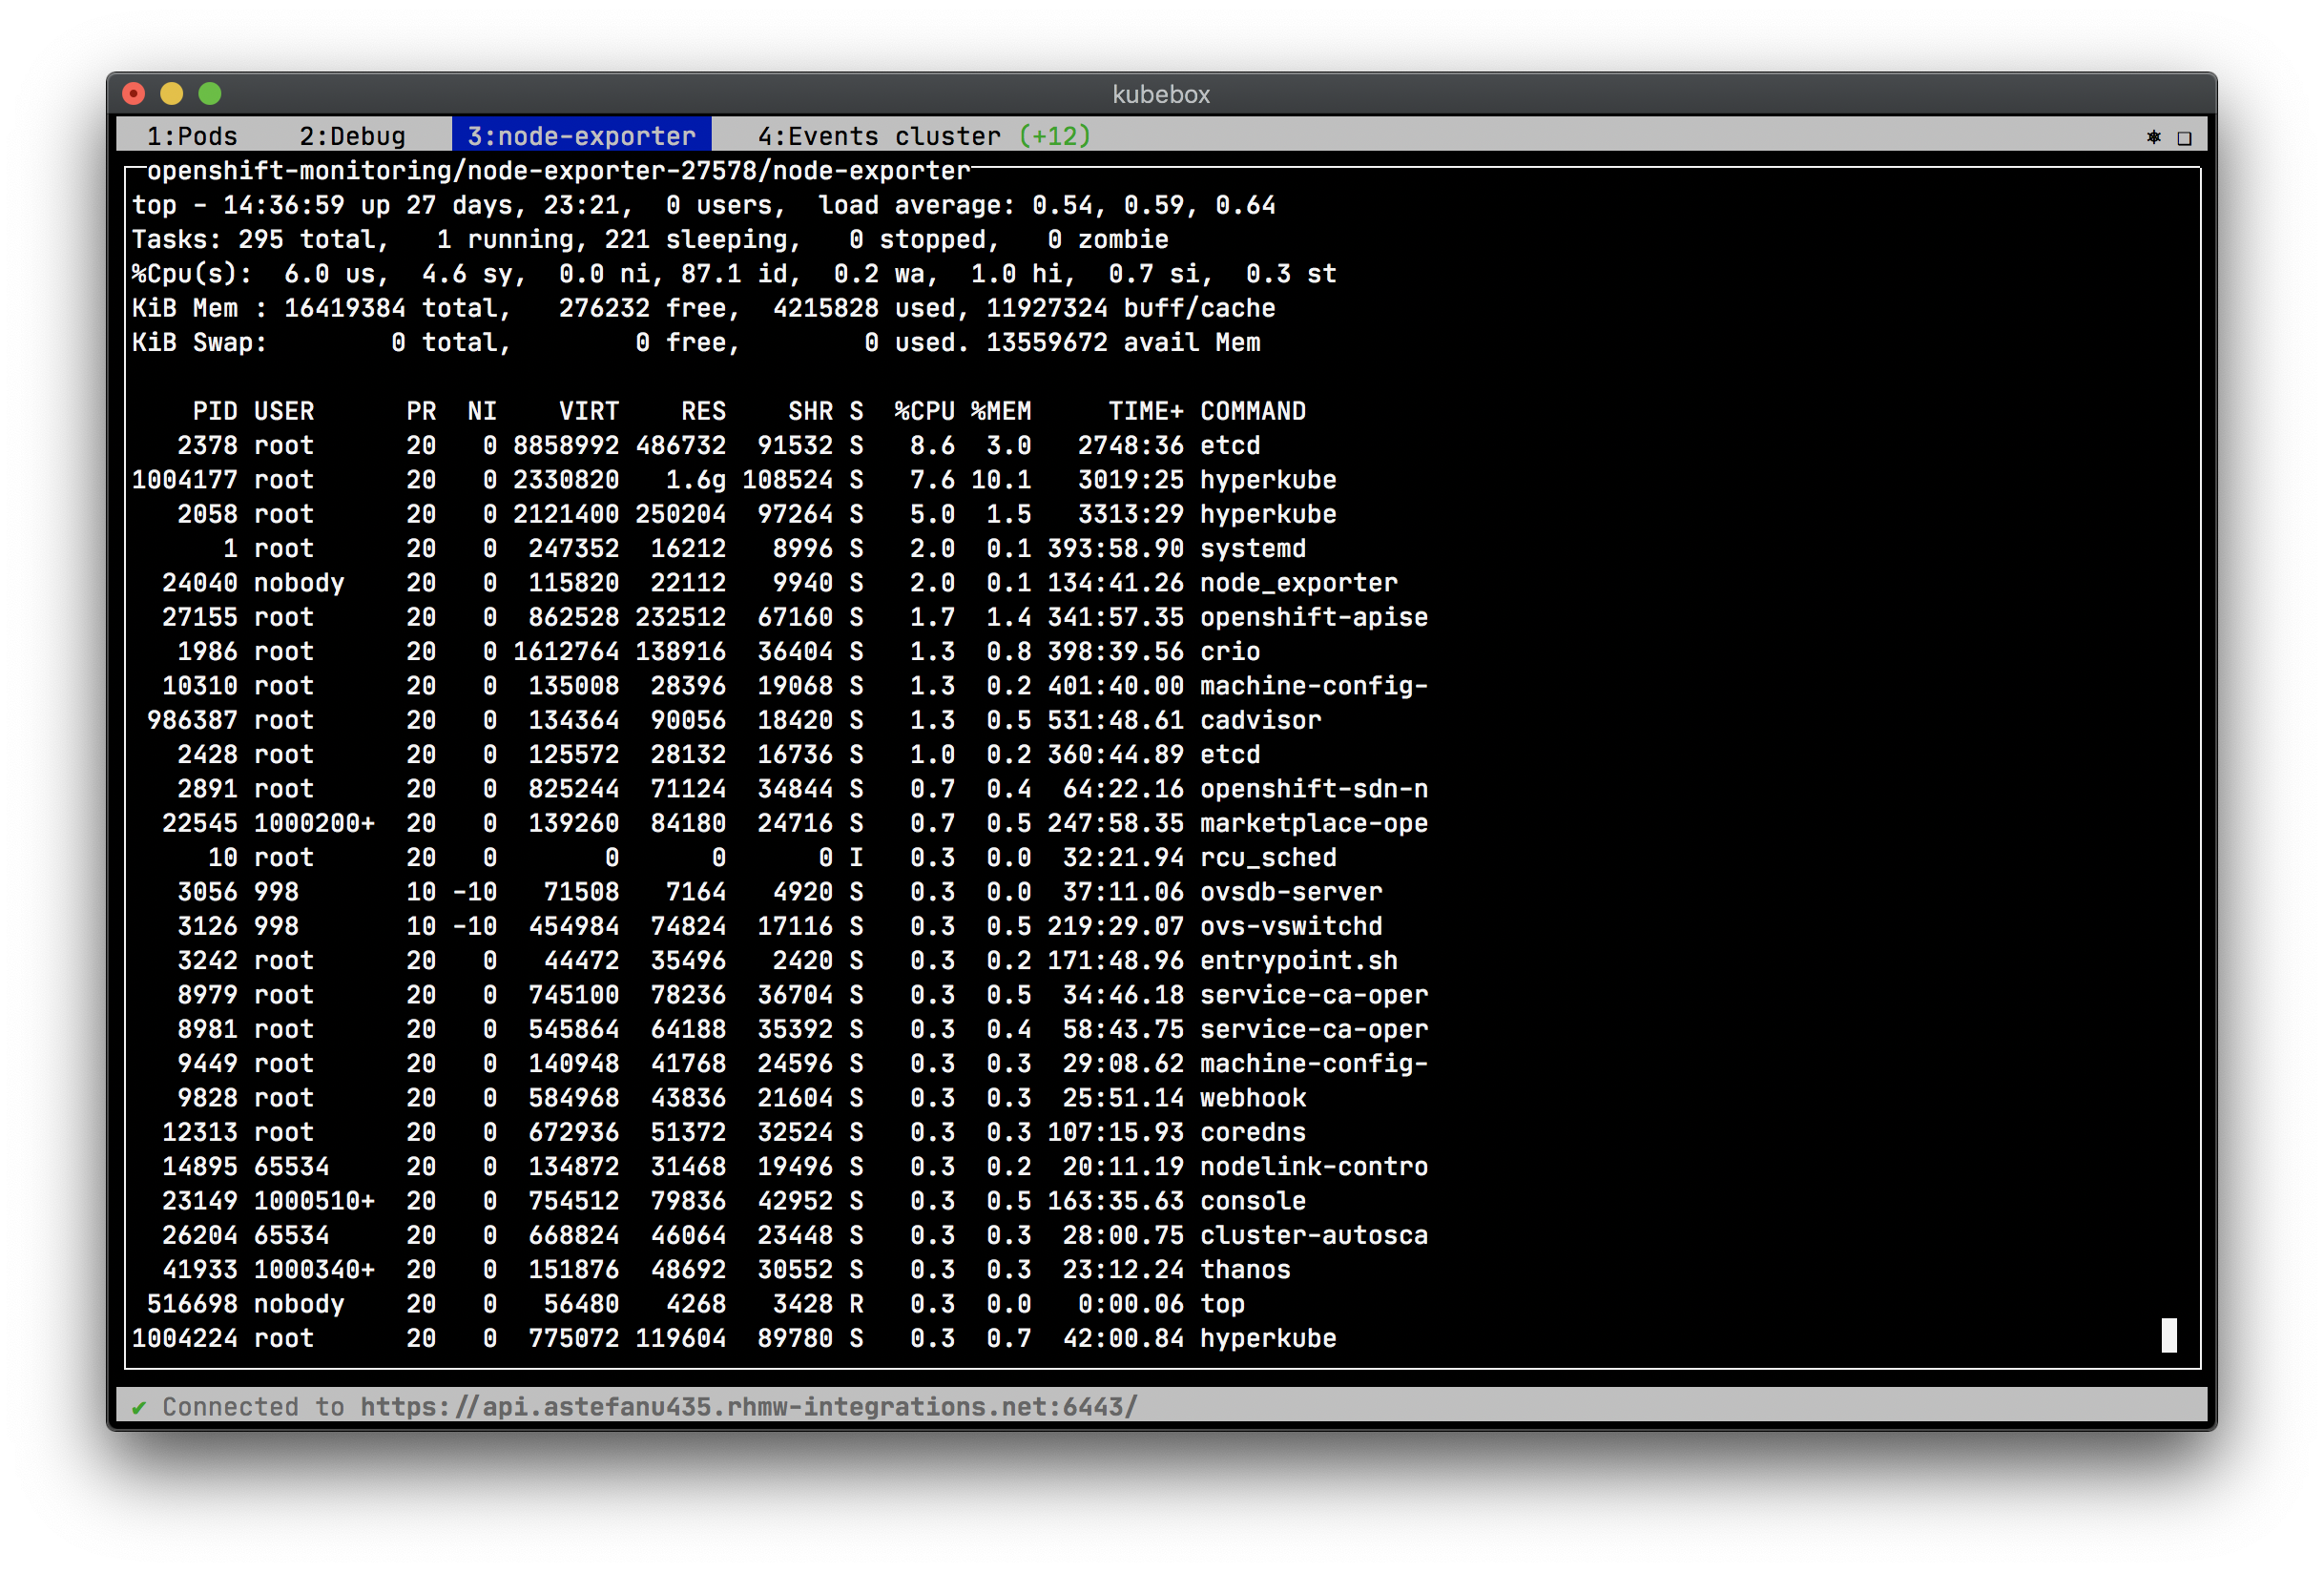 kubebox
1:Pods    2:Debug    3:node-exporter    4:Events cluster (+12)
openshift-monitoring/node-exporter-27578/node-exporter
top - 14:36:59 up 27 days, 23:21,  0 users,  load average: 0.54, 0.59, 0.64
Tasks: 295 total,   1 running, 221 sleeping,   0 stopped,   0 zombie
%Cpu(s):  6.0 us,  4.6 sy,  0.0 ni, 87.1 id,  0.2 wa,  1.0 hi,  0.7 si,  0.3 st
KiB Mem : 16419384 total,   276232 free,  4215828 used, 11927324 buff/cache
KiB Swap:        0 total,        0 free,        0 used. 13559672 avail Mem
    PID USER      PR  NI    VIRT    RES    SHR S  %CPU %MEM     TIME+ COMMAND
   2378 root      20   0 8858992 486732  91532 S   8.6  3.0   2748:36 etcd
1004177 root      20   0 2330820   1.6g 108524 S   7.6 10.1   3019:25 hyperkube
   2058 root      20   0 2121400 250204  97264 S   5.0  1.5   3313:29 hyperkube
      1 root      20   0  247352  16212   8996 S   2.0  0.1 393:58.90 systemd
  24040 nobody    20   0  115820  22112   9940 S   2.0  0.1 134:41.26 node_exporter
  27155 root      20   0  862528 232512  67160 S   1.7  1.4 341:57.35 openshift-apise
   1986 root      20   0 1612764 138916  36404 S   1.3  0.8 398:39.56 crio
  10310 root      20   0  135008  28396  19068 S   1.3  0.2 401:40.00 machine-config-
 986387 root      20   0  134364  90056  18420 S   1.3  0.5 531:48.61 cadvisor
   2428 root      20   0  125572  28132  16736 S   1.0  0.2 360:44.89 etcd
   2891 root      20   0  825244  71124  34844 S   0.7  0.4  64:22.16 openshift-sdn-n
  22545 1000200+  20   0  139260  84180  24716 S   0.7  0.5 247:58.35 marketplace-ope
     10 root      20   0       0      0      0 I   0.3  0.0  32:21.94 rcu_sched
   3056 998       10 -10   71508   7164   4920 S   0.3  0.0  37:11.06 ovsdb-server
   3126 998       10 -10  454984  74824  17116 S   0.3  0.5 219:29.07 ovs-vswitchd
   3242 root      20   0   44472  35496   2420 S   0.3  0.2 171:48.96 entrypoint.sh
   8979 root      20   0  745100  78236  36704 S   0.3  0.5  34:46.18 service-ca-oper
   8981 root      20   0  545864  64188  35392 S   0.3  0.4  58:43.75 service-ca-oper
   9449 root      20   0  140948  41768  24596 S   0.3  0.3  29:08.62 machine-config-
   9828 root      20   0  584968  43836  21604 S   0.3  0.3  25:51.14 webhook
  12313 root      20   0  672936  51372  32524 S   0.3  0.3 107:15.93 coredns
  14895 65534     20   0  134872  31468  19496 S   0.3  0.2  20:11.19 nodelink-contro
  23149 1000510+  20   0  754512  79836  42952 S   0.3  0.5 163:35.63 console
  26204 65534     20   0  668824  46064  23448 S   0.3  0.3  28:00.75 cluster-autosca
  41933 1000340+  20   0  151876  48692  30552 S   0.3  0.3  23:12.24 thanos
 516698 nobody    20   0   56480   4268   3428 R   0.3  0.0   0:00.06 top
1004224 root      20   0  775072 119604  89780 S   0.3  0.7  42:00.84 hyperkube
✔ Connected to https://api.astefanu435.rhmw-integrations.net:6443/